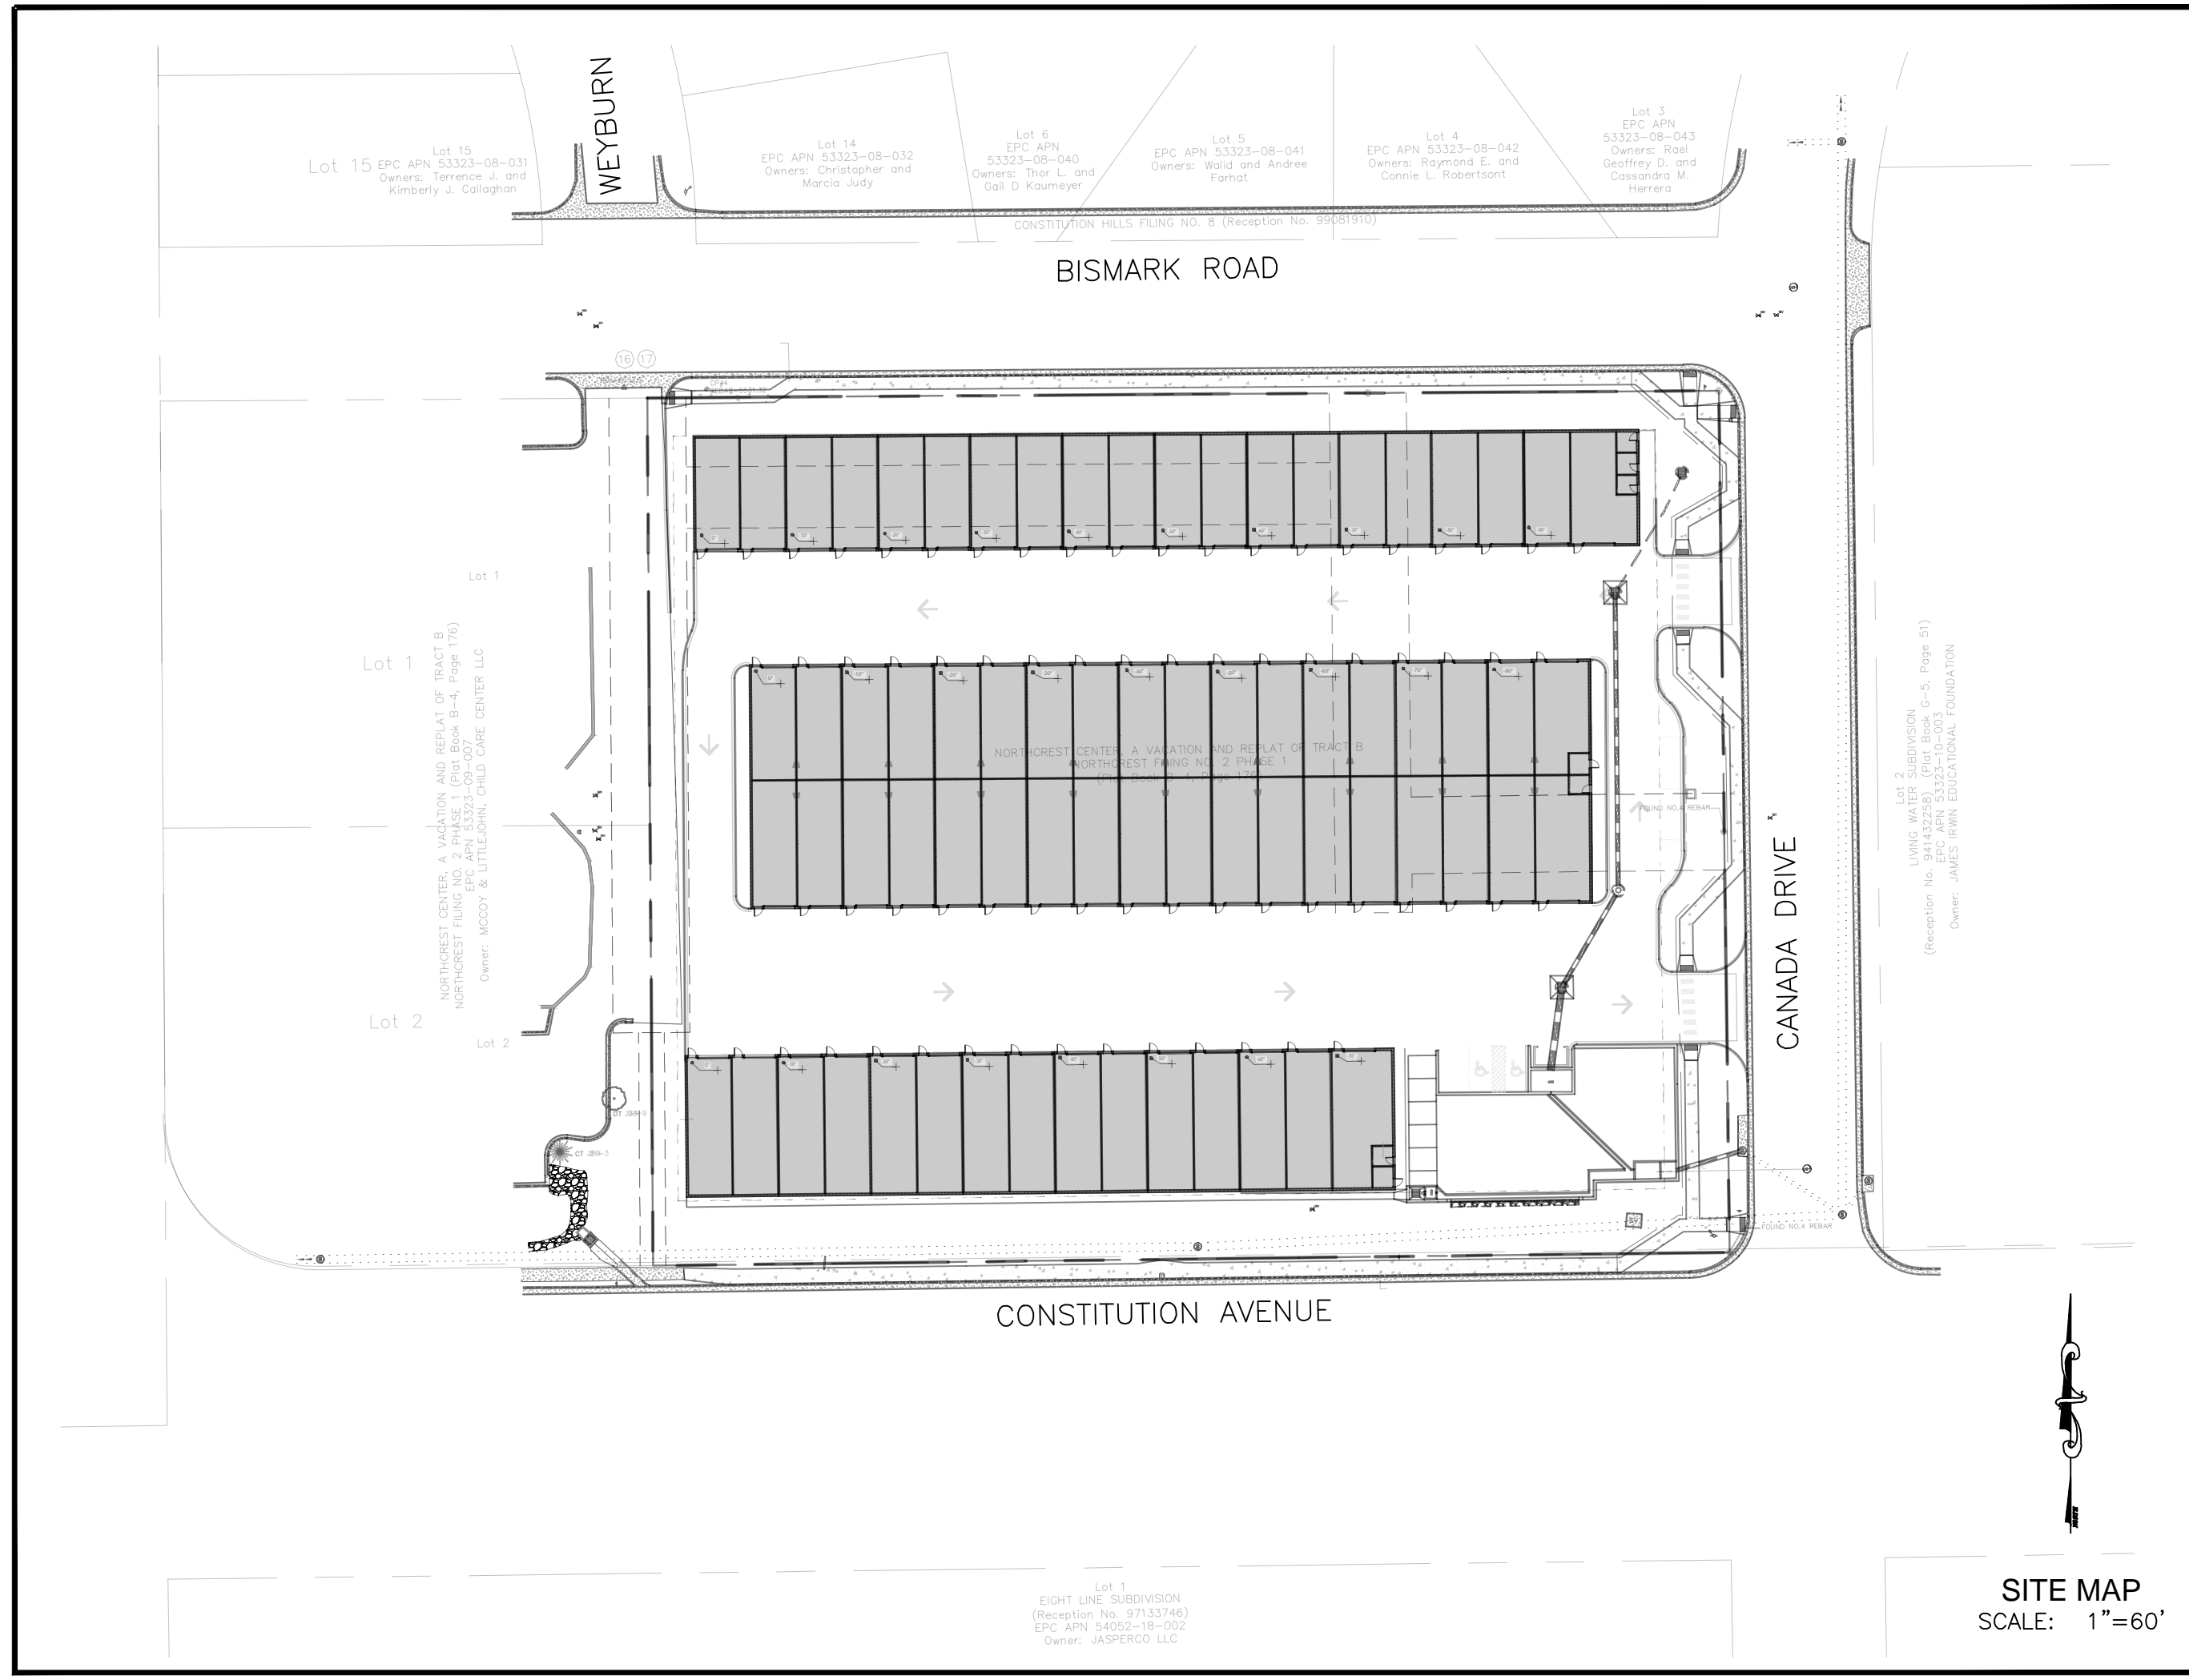 WEYBURN
Lot 15
Lot 15
EPC APN 53323-08-031
Owners: Terrence J. and
Kimberly J. Callaghan
Lot 14
EPC APN 53323-08-032
Owners: Christopher and
Marcia Judy
Lot 6
EPC APN
53323-08-040
Owners: Thor L. and
Gail D Kaumeyer
Lot 5
EPC APN 53323-08-041
Owners: Walid and Andree
Farhat
Lot 4
EPC APN 53323-08-042
Owners: Raymond E. and
Connie L. Robertsont
Lot 3
EPC APN
53323-08-043
Owners: Rael
Geoffrey D. and
Cassandra M.
Herrera
CONSTITUTION HILLS FILING NO. 8 (Reception No. 99081910)
BISMARK ROAD
16 17
Lot 1
Lot 1
NORTHCREST CENTER, A VACATION AND REPLAT OF TRACT B
NORTHCREST FILING NO. 2 PHASE 1 (Plat Book B-4, Page 176)
EPC APN 53323-09-007
Owner: MCCOY & LITTLEJOHN, CHILD CARE CENTER LLC
Lot 2
Lot 2
NORTHCREST CENTER, A VACATION AND REPLAT OF TRACT B
NORTHCREST FILING NO. 2 PHASE 1
(Plat Book B-4, Page 176)
FOUND NO.4 REBAR
CANADA DRIVE
Lot 2
LIVING WATER SUBDIVISION
(Reception No. 941432258) (Plat Book G-5, Page 51)
EPC APN 53323-10-003
Owner: JAMES IRWIN EDUCATIONAL FOUNDATION
FOUND NO.4 REBAR
CONSTITUTION AVENUE
Lot 1
EIGHT LINE SUBDIVISION
(Reception No. 97133746)
EPC APN 54052-18-002
Owner: JASPERCO LLC
SITE MAP
SCALE: 1"=60'